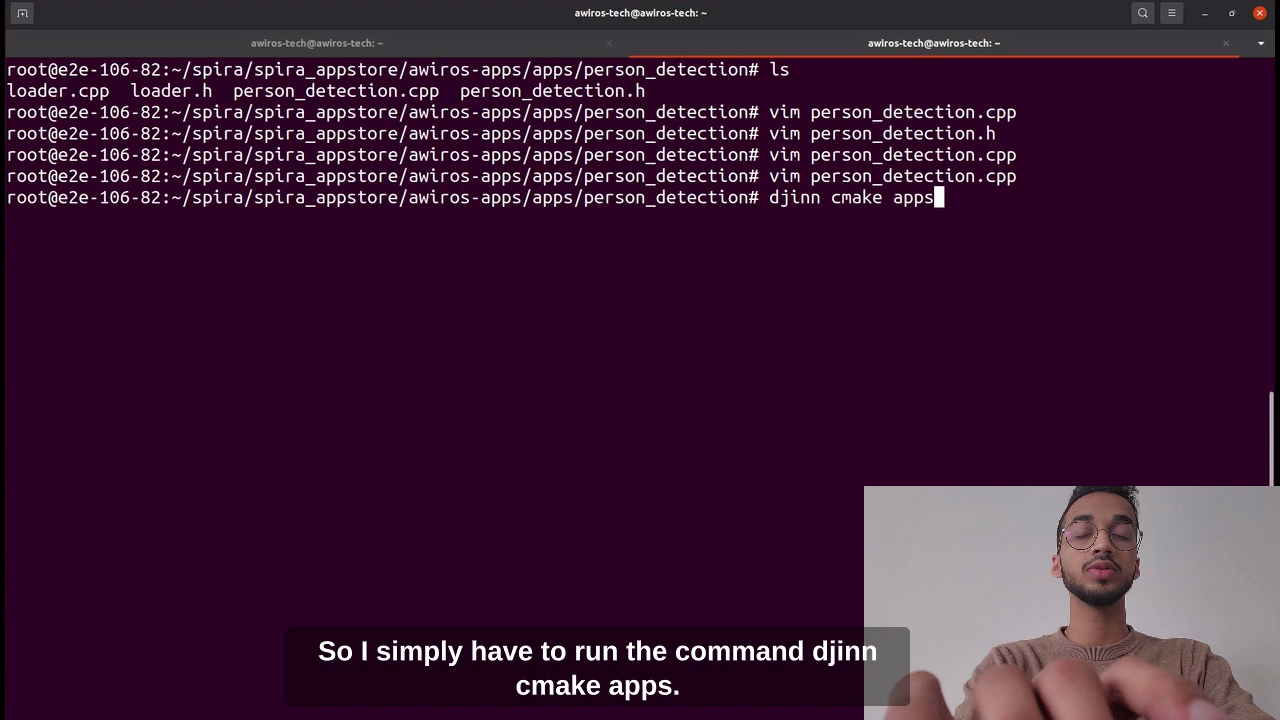 awiros-tech@awiros-tech: ~
awiros-tech@awiros-tech: ~
awiros-tech@awiros-tech: ~
root@e2e-106-82:~/spira/spira_appstore/awiros-apps/apps/person_detection# ls
loader.cpp  loader.h  person_detection.cpp  person_detection.h
root@e2e-106-82:~/spira/spira_appstore/awiros-apps/apps/person_detection# vim person_detection.cpp
root@e2e-106-82:~/spira/spira_appstore/awiros-apps/apps/person_detection# vim person_detection.h
root@e2e-106-82:~/spira/spira_appstore/awiros-apps/apps/person_detection# vim person_detection.cpp
root@e2e-106-82:~/spira/spira_appstore/awiros-apps/apps/person_detection# vim person_detection.cpp
root@e2e-106-82:~/spira/spira_appstore/awiros-apps/apps/person_detection# djinn cmake apps
So I simply have to run the command djinn
cmake apps.